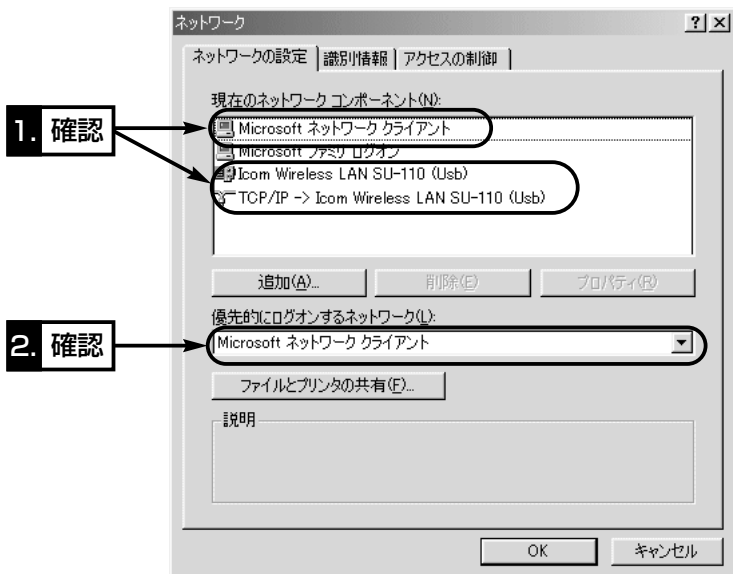 ネットワーク
ネットワークの設定 識別情報 アクセスの制御
現在のネットワーク コンポーネント(N):
1. 確認
Microsoft ネットワーク クライアント
Microsoft ファミリ ログオン
Icom Wireless LAN SU-110 (Usb)
TCP/IP -> Icom Wireless LAN SU-110 (Usb)
追加(A)... 削除(E) プロパティ(R)
優先的にログオンするネットワーク(L):
2. 確認
Microsoft ネットワーク クライアント
ファイルとプリンタの共有(F)...
説明
OK キャンセル